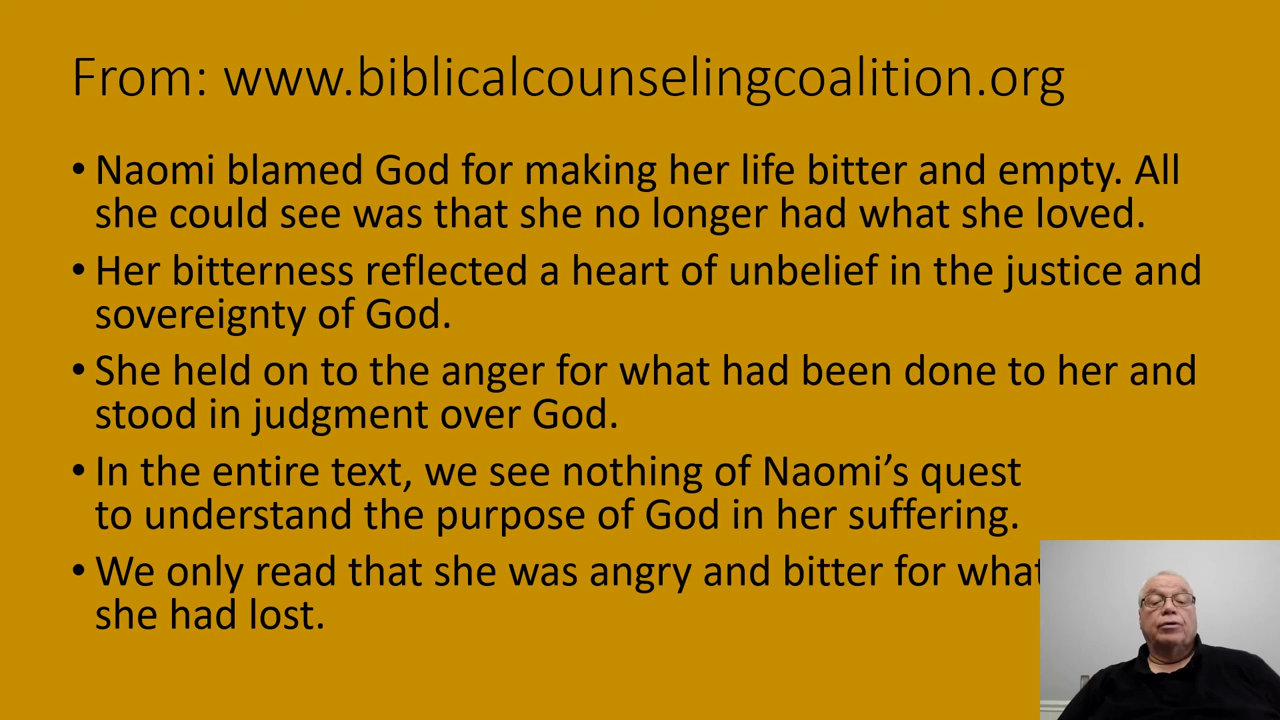 From: www.biblicalcounselingcoalition.org
• Naomi blamed God for making her life bitter and empty. All
she could see was that she no longer had what she loved.
• Her bitterness reflected a heart of unbelief in the justice and
sovereignty of God.
• She held on to the anger for what had been done to her and
stood in judgment over God.
• In the entire text, we see nothing of Naomi’s quest
to understand the purpose of God in her suffering.
• We only read that she was angry and bitter for what
she had lost.